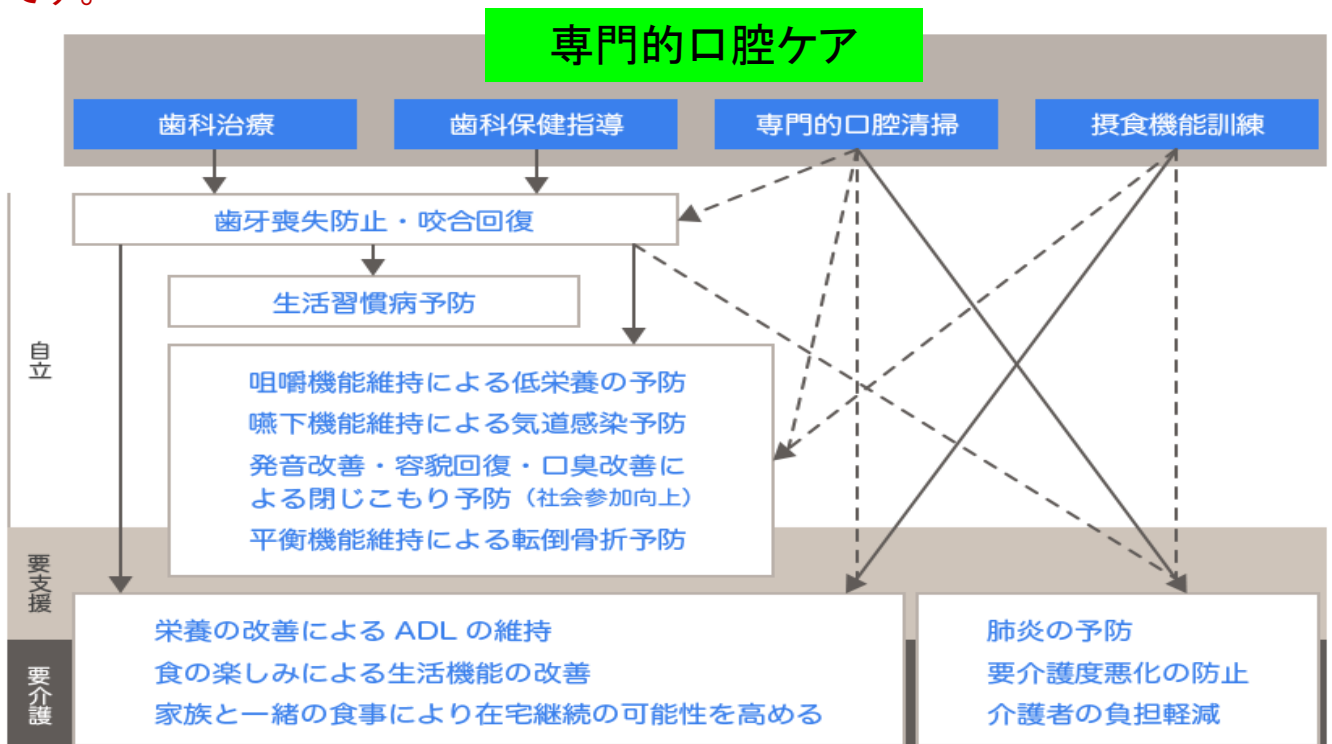 です。
専門的口腔ケア
歯科治療
歯科保健指導
専門的口腔清掃
摂食機能訓練
歯牙喪失防止・咬合回復
生活習慣病予防
自立
咀嚼機能維持による低栄養の予防
嚥下機能維持による気道感染予防
発音改善・容貌回復・口臭改善に
よる閉じこもり予防（社会参加向上）
平衡機能維持による転倒骨折予防
要支援
栄養の改善による ADL の維持
食の楽しみによる生活機能の改善
家族と一緒の食事により在宅継続の可能性を高める
肺炎の予防
要介護度悪化の防止
介護者の負担軽減
要介護